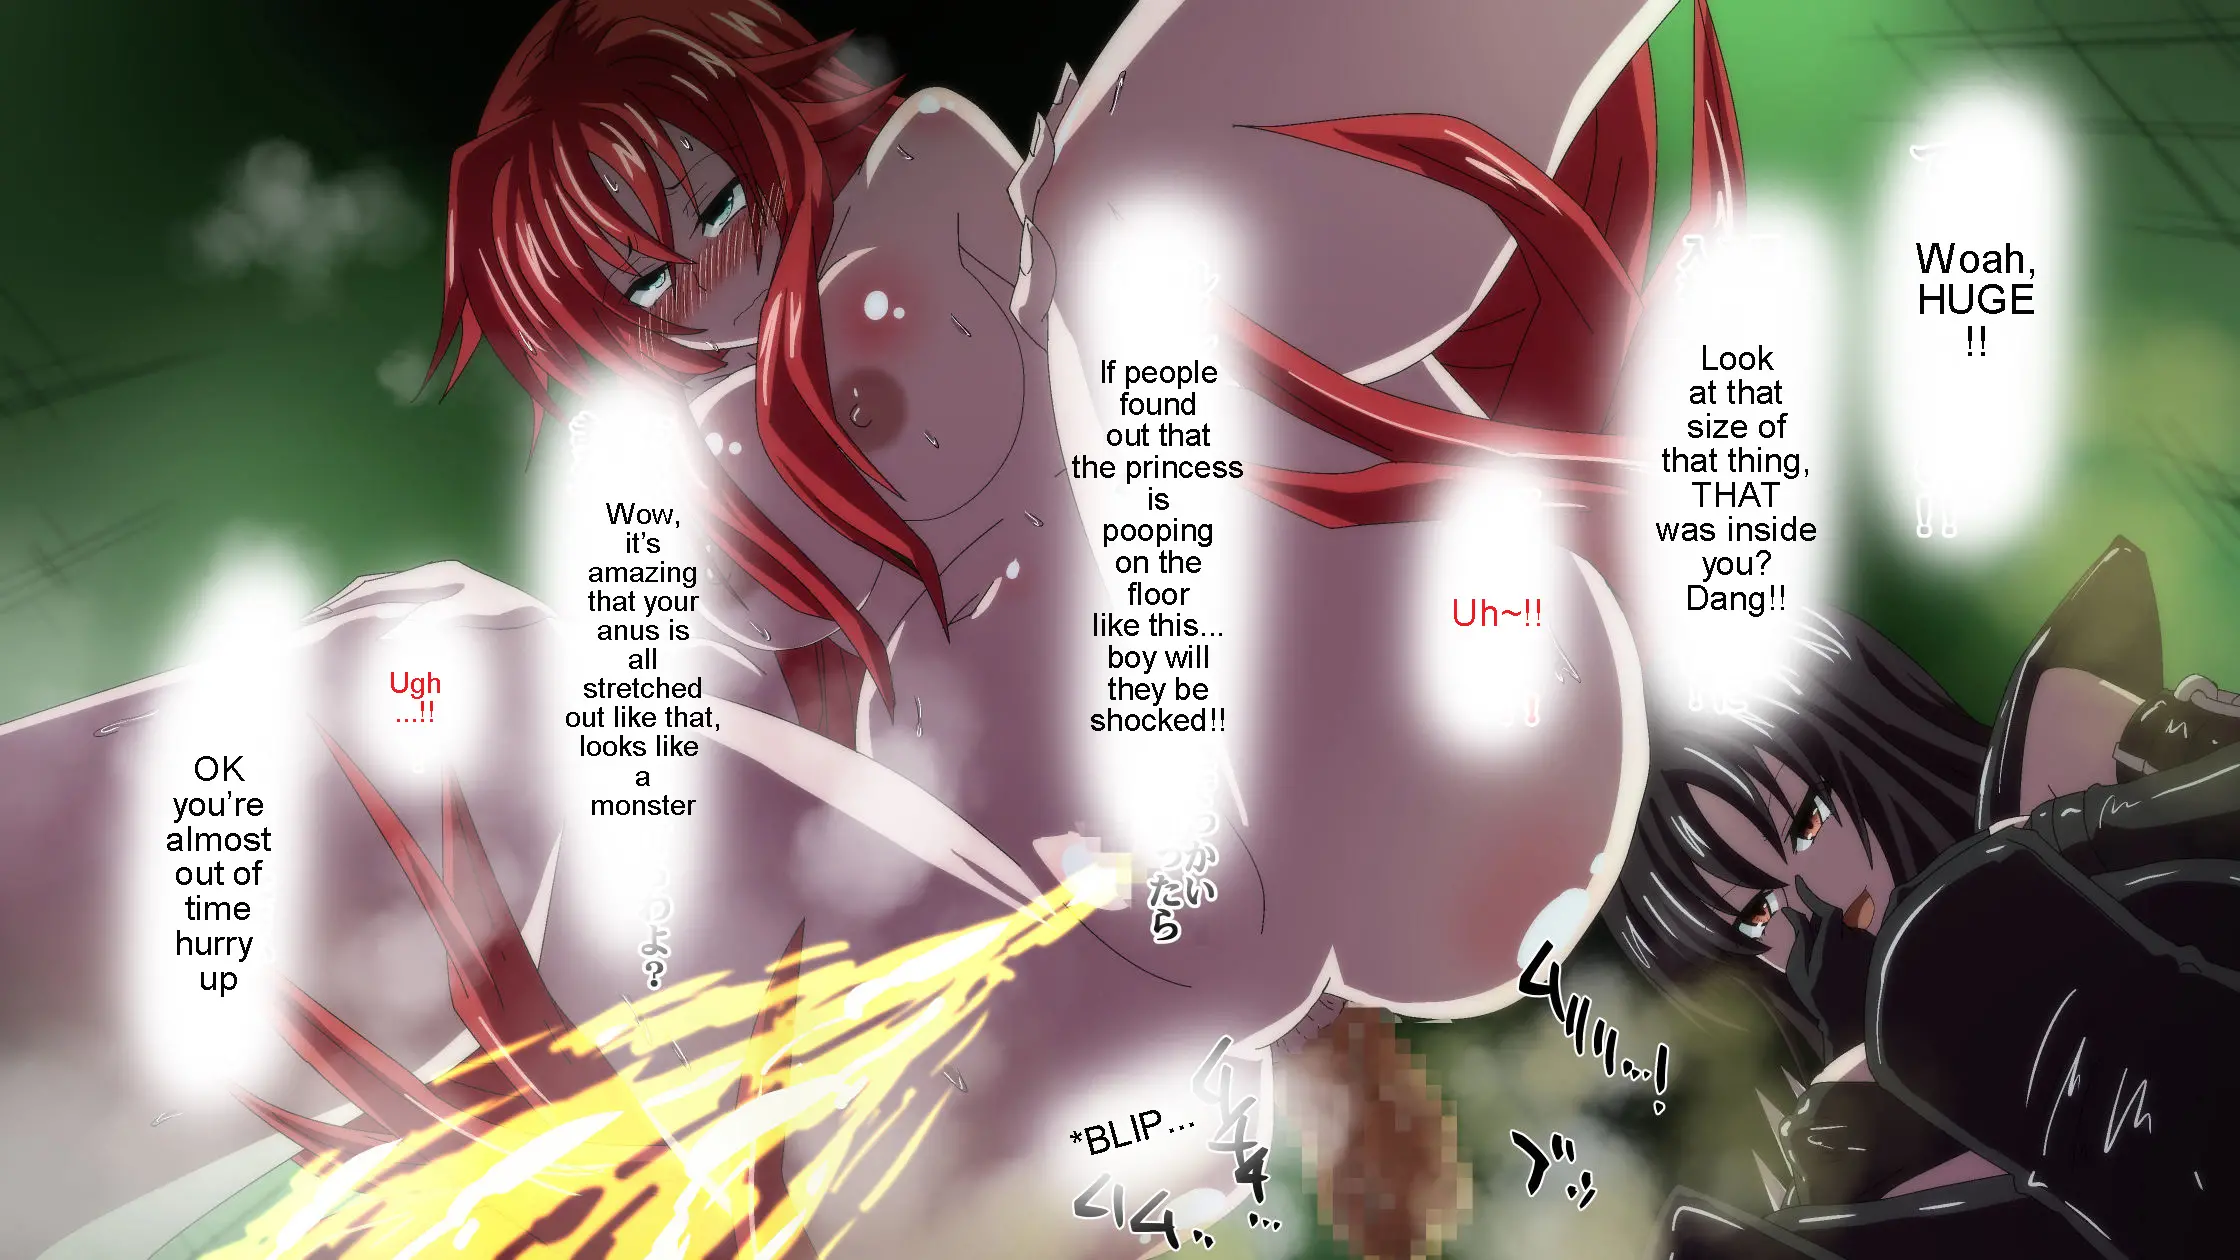 Woah,
HUGE
!!
Look
at that
size of
that thing,
THAT
was inside
you?
Dang!!
Uh~!!
If people
found
out that
the princess
is
pooping
on the
floor
like this...
boy will
they be
shocked!!
Wow,
it's
amazing
that your
anus is
all
stretched
out like that,
looks like
a
monster
Ugh
...!!
OK
you're
almost
out of
time
hurry
up
*BLIP...